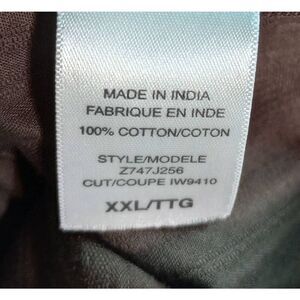 MADE IN INDIA
FABRIQUE EN INDE
100% COTTON/COTON
STYLE/MODELE
Z747J256
CUT/COUPE IW9410
XXL/TTG